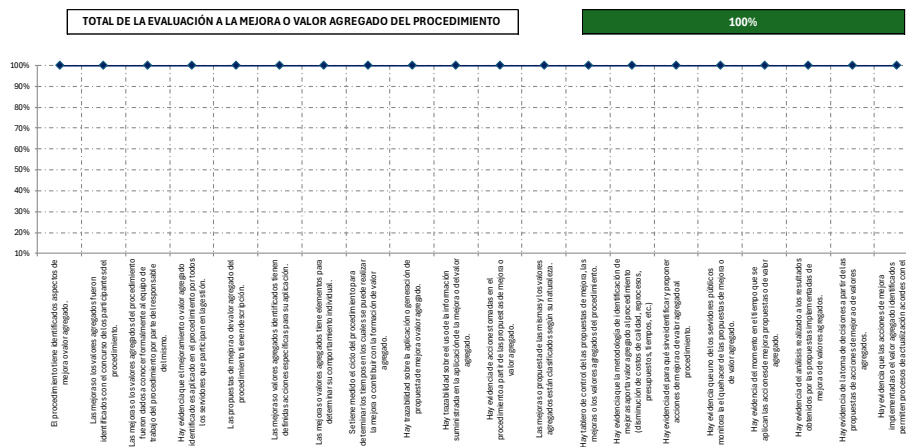 TOTAL DE LA EVALUACIÓN A LA MEJORA O VALOR AGREGADO DEL PROCEDIMIENTO
100%
100%
90%
80%
70%
60%
50%
40%
30%
20%
10%
El procedimiento tiene identificados aspectos de
mejora o valor agregado.
Las mejoras o los valores agregados fueron
identificados con el concurso del los participantes del
procedimiento.
Las mejoras o los valores agregados del procedimiento
fueron dados a conocer formalmente al equipo de
trabajo del procedimiento por parte del responsable
del mismo.
Hay evidencia que el mejoramiento o valor agregado
identificado es aplicado en el procedimiento por todos
los servidores que participan en la gestión.
Las propuestas de mejora o de valor agregado del
procedimiento tienen descripción.
Las mejoras o valores agregados identificados tienen
definidas acciones específicas para su aplicación.
Las mejoras o valores agregados tiene elementos para
determinar su comportamiento individual.
Se tiene medido el ciclo del procedimiento para
determinar los tiempos en los cuales se puede realizar
la mejora o contribuir con la formación de valor
agregado.
Hay trazabilidad sobre la aplicación o generación de
propuesta de mejora o valor agregado.
Hay trazabilidad sobre el uso de la información
suministrada en la aplicación de la mejora o del valor
agregado.
Hay evidencia de acciones tomadas en el
procedimiento a partir de las propuestas de mejora o
valor agregado.
Las mejoras o propuestas de las mismas y los valores
agregados están clasificados según su naturaleza.
Hay tablero de control de las propuestas de mejora, las
mejoras o los valores agregados del procedimiento.
Hay evidencia que la metodología de identificación de
mejoras aporta valor agregado al procedimiento
(disminución de costos de calidad, reprocesos,
presupuestos, tiempos, etc.)
Hay evidencia del para qué sirve identificar y proponer
acciones de mejora o de valor agregado al
procedimiento.
Hay evidencia que uno de los servidores públicos
monitorea el quehacer de las propuestas de mejora o
de valor agregado.
Hay evidencia del momento en el tiempo que se
aplican las acciones de mejora propuestas o de valor
agregado.
Hay evidencia del análisis realizado a los resultados
obtenidos por las propuestas implementadas de
mejora o de valores agregados.
Hay evidencia de la toma de decisiones a partir de las
propuestas de acciones de mejora o de valores
agregados.
Hay evidencia que las acciones de mejora
implementadas o el valor agregado identificados
permiten procesos de actualización acordes con el